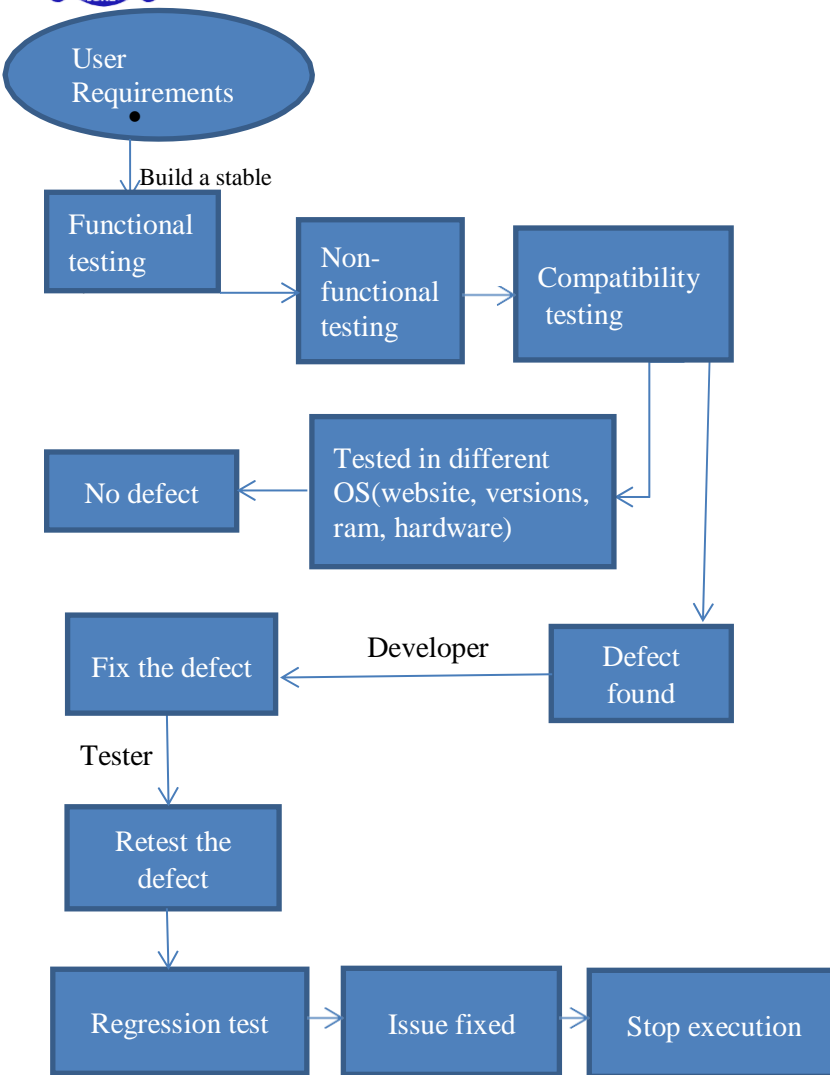 User
Requirements
Build a stable
Functional
testing
Non-
functional
testing
Compatibility
testing
Tested in different
OS(website, versions,
ram, hardware)
No defect
Defect
found
Developer
Fix the defect
Tester
Retest the
defect
Regression test
Issue fixed
Stop execution